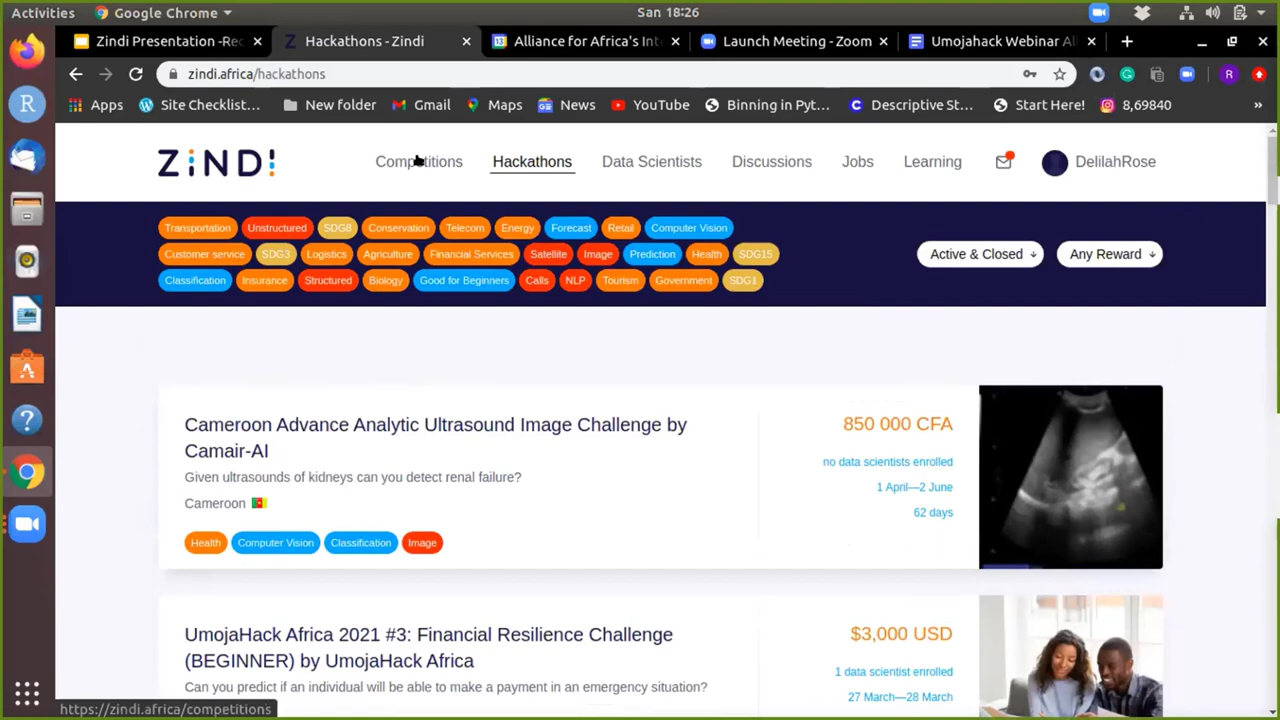 Activities
Google Chrome
San 18:26
Zindi Presentation -Rec
Hackathons - Zindi
Alliance for Africa's Inte
Launch Meeting - Zoom
Umojahack Webinar Al
zindi.africa/hackathons
R
Apps
Site Checklist...
New folder
Gmail
Maps
News
YouTube
Binning in Pyt...
Descriptive St...
Start Here!
8,69840
»
ZiNDi
Competitions
Hackathons
Data Scientists
Discussions
Jobs
Learning
DelilahRose
Transportation Unstructured SDG8 Conservation Telecom Energy Forecast Retail Computer Vision
Customer service SDG3 Logistics Agriculture Financial Services Satellite Image Prediction Health SDG15
Classification Insurance Structured Biology Good for Beginners Calls NLP Tourism Government SDG1
Active & Closed
Any Reward
Cameroon Advance Analytic Ultrasound Image Challenge by
Camair-AI
Given ultrasounds of kidneys can you detect renal failure?
Cameroon
Health Computer Vision Classification Image
850 000 CFA
no data scientists enrolled
1 April—2 June
62 days
UmojaHack Africa 2021 #3: Financial Resilience Challenge
(BEGINNER) by UmojaHack Africa
Can you predict if an individual will be able to make a payment in an emergency situation?
$3,000 USD
1 data scientist enrolled
27 March—28 March
https://zindi.africa/competitions